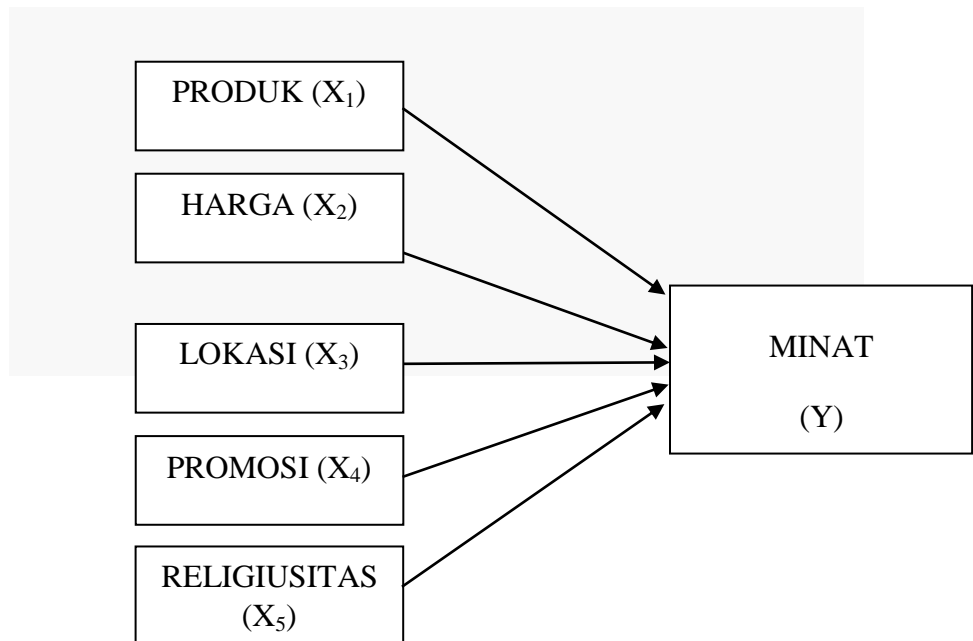 PRODUK (X₁)
HARGA (X₂)
LOKASI (X₃)
PROMOSI (X₄)
RELIGIUSITAS
(X₅)
MINAT
(Y)